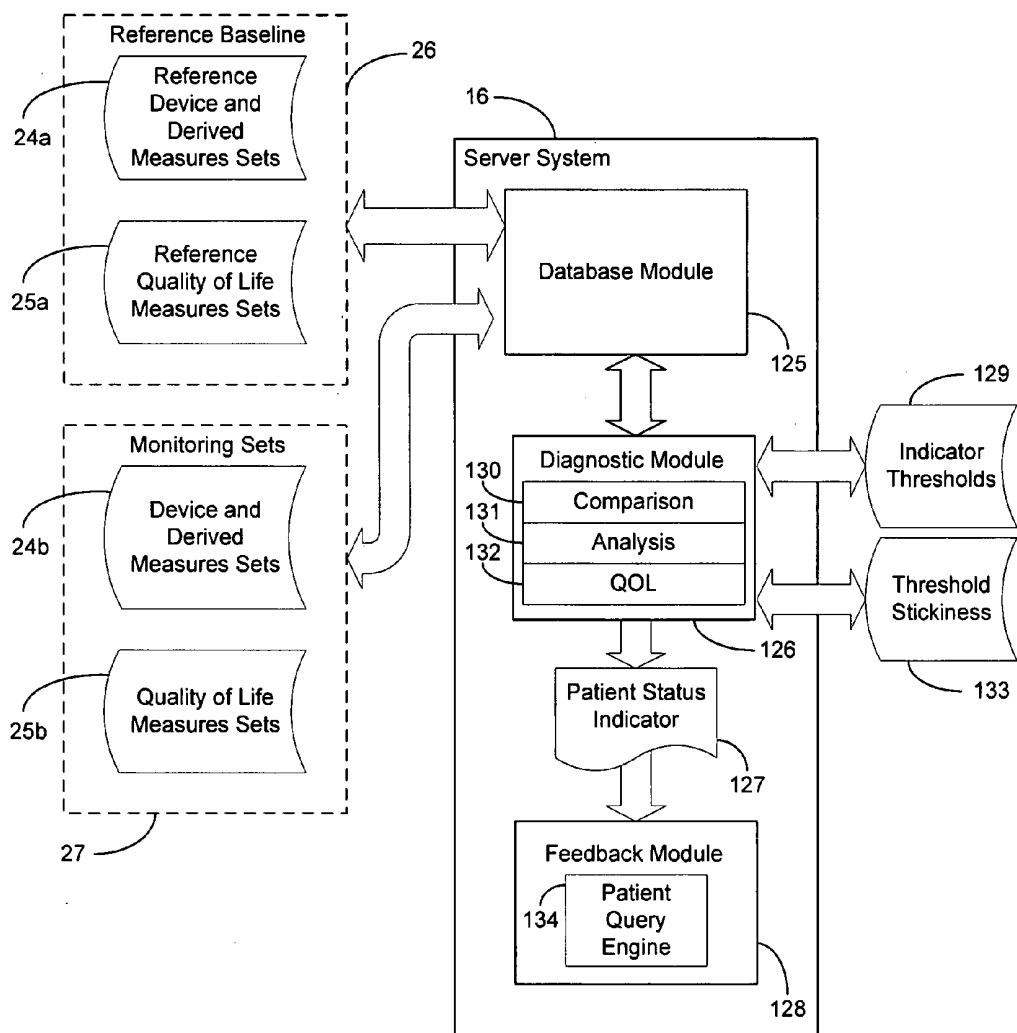 Reference Baseline
26
Reference
Device and
Derived
Measures Sets
24a
16
Server System
Reference
Quality of Life
Measures Sets
25a
Database Module
125
Monitoring Sets
Device and
Derived
Measures Sets
24b
Quality of Life
Measures Sets
25b
27
Diagnostic Module
130
Comparison
131
Analysis
132
QOL
126
129
Indicator
Thresholds
Threshold
Stickiness
133
Patient Status
Indicator
127
Feedback Module
134
Patient
Query
Engine
128